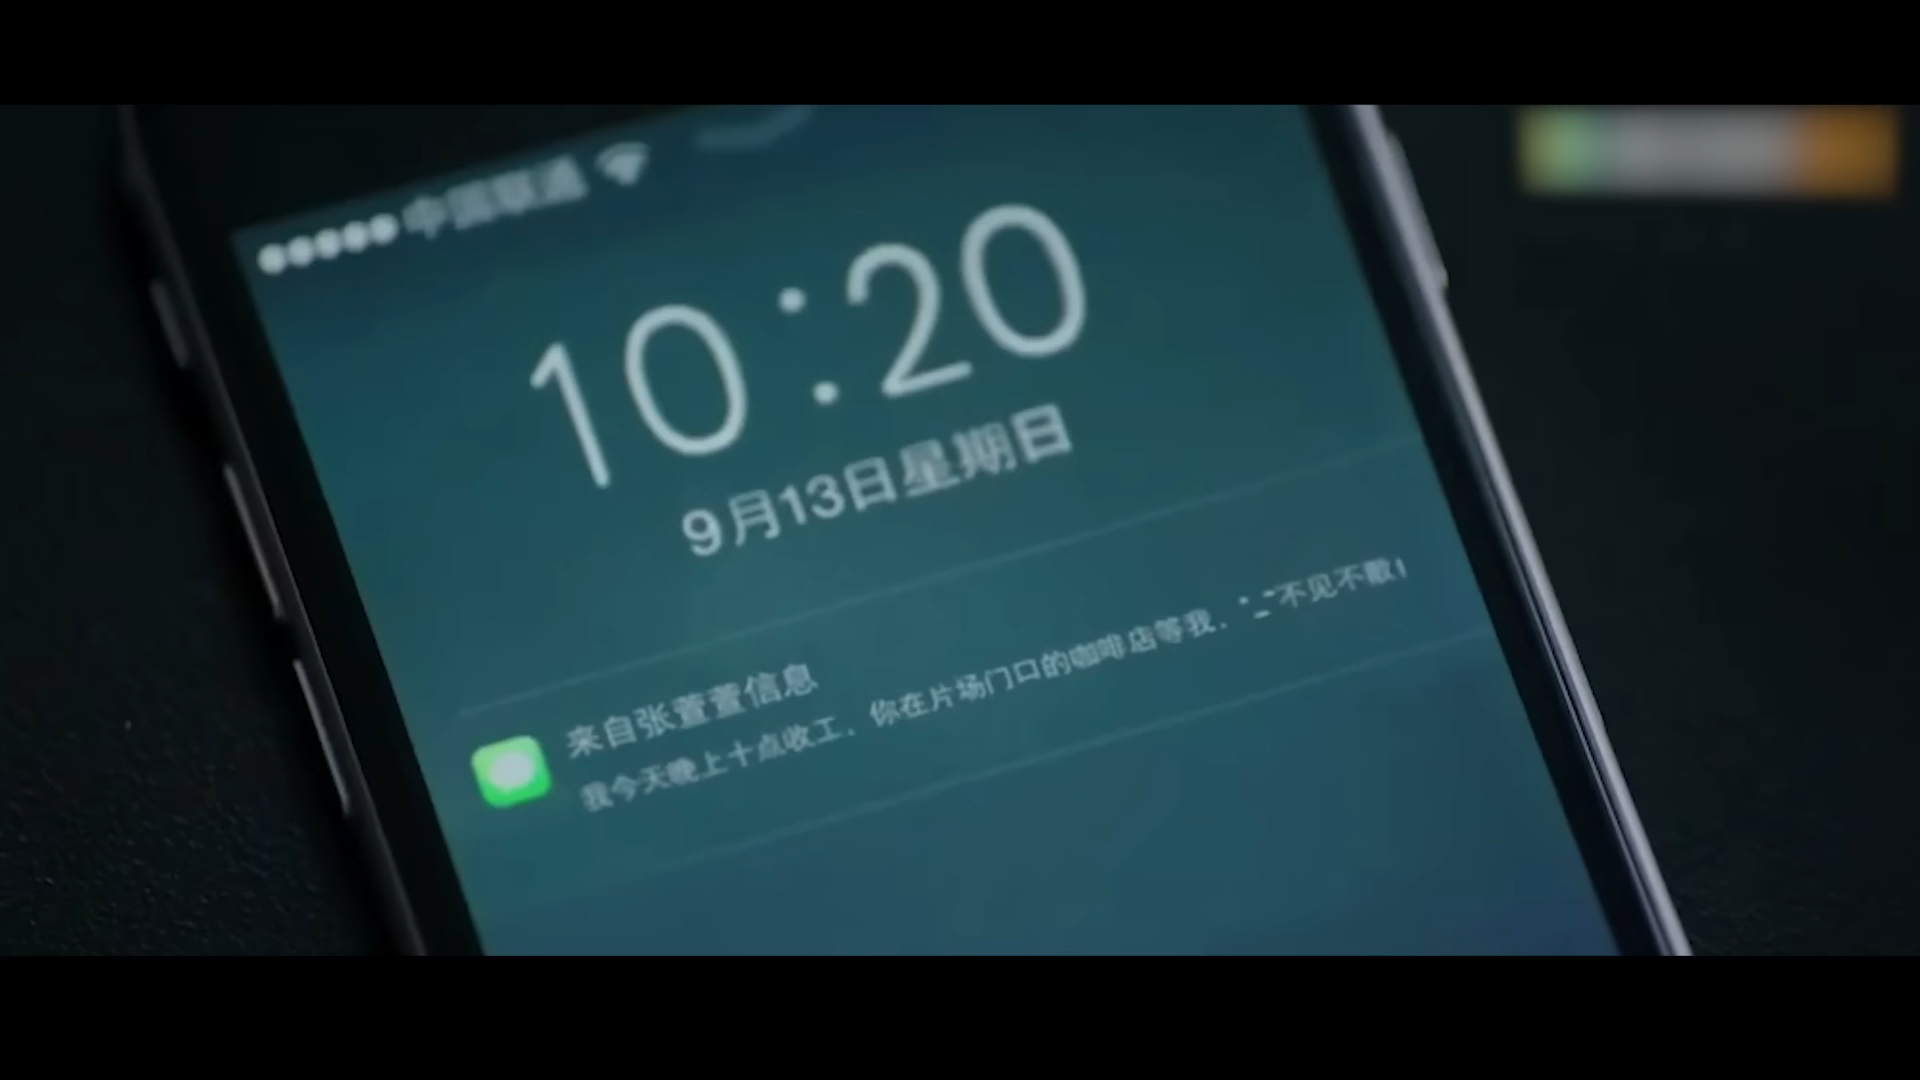 中国联通
10:20
9月13日星期日
来自张萱萱信息
我今天晚上十点收工。你在片场门口的咖啡店等我. ^_^不见不散!